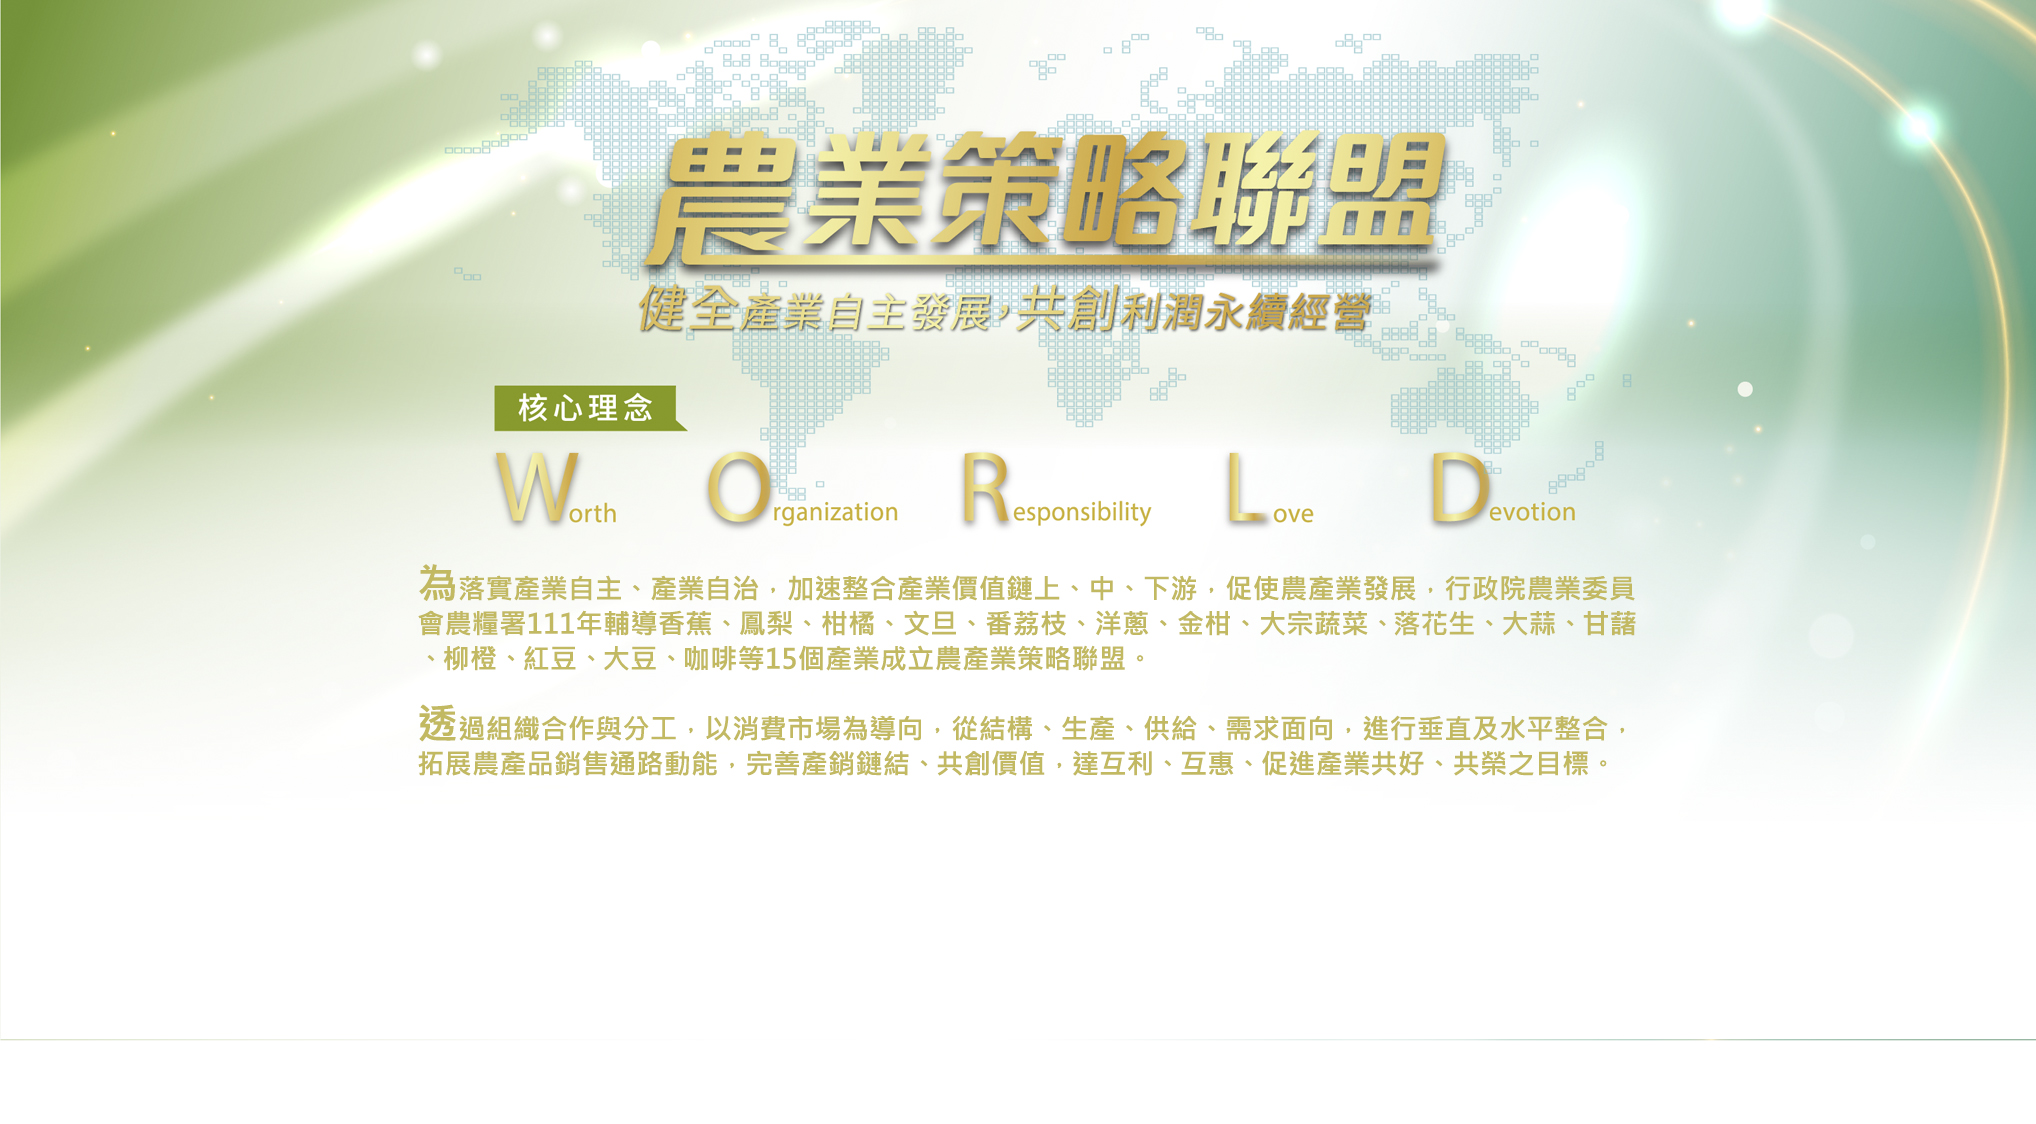 農業策略聯盟
健全產業自主發展，共創利潤永續經營
核心理念
Worth Organization Responsibility Love Devotion
為落實產業自主、產業自治，加速整合產業價值鏈上、中、下游，促使農產業發展，行政院農業委員
會農糧署111年輔導香蕉、鳳梨、柑橘、文旦、番荔枝、洋蔥、金柑、大宗蔬菜、落花生、大蒜、甘藷
、柳橙、紅豆、大豆、咖啡等15個產業成立農產業策略聯盟。
透過組織合作與分工，以消費市場為導向，從結構、生產、供給、需求面向，進行垂直及水平整合，
拓展農產品銷售通路動能，完善產銷鏈結、共創價值，達互利、互惠、促進產業共好、共榮之目標。